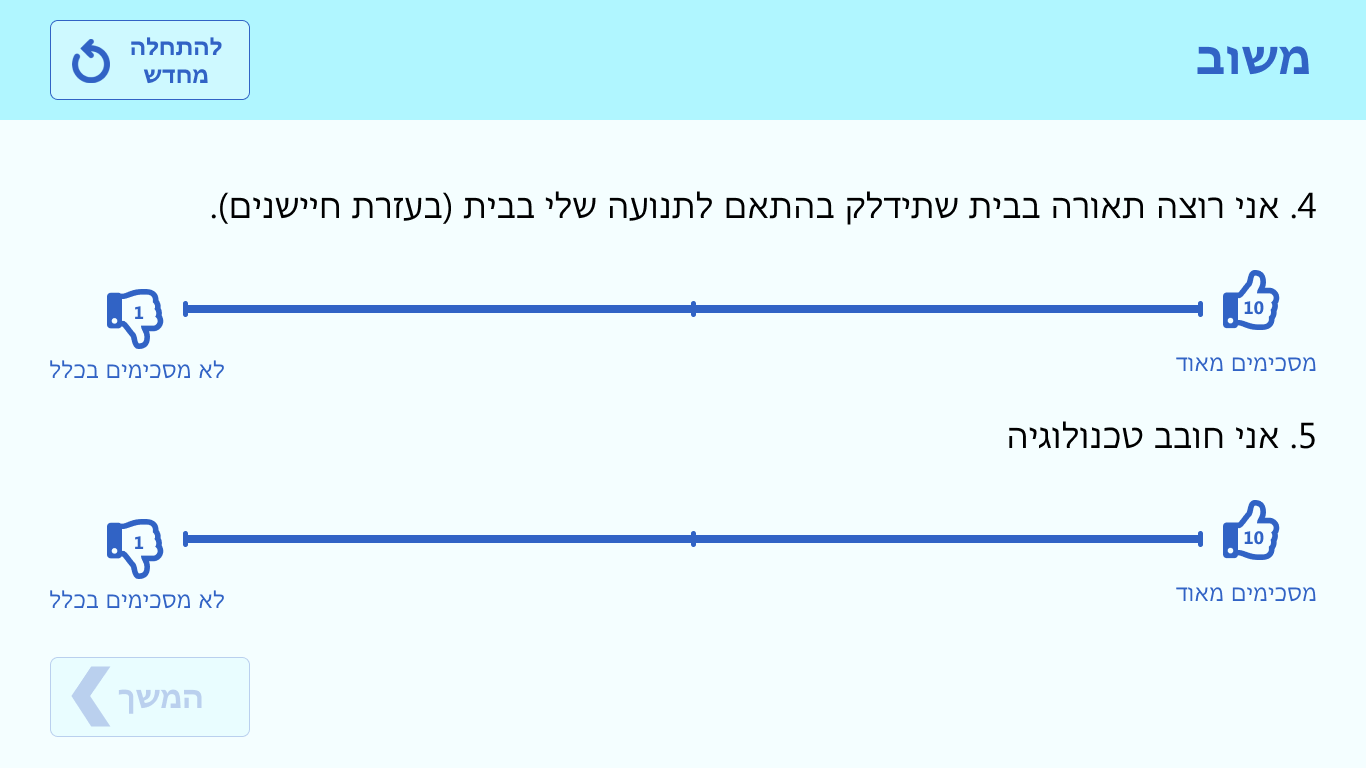 משוב
להתחלה
מחדש
4. אני רוצה תאורה בבית שתידלק בהתאם לתנועה שלי בבית (בעזרת חיישנים).
10
1
מסכימים מאוד
לא מסכימים בכלל
5. אני חובב טכנולוגיה
10
1
מסכימים מאוד
לא מסכימים בכלל
המשך